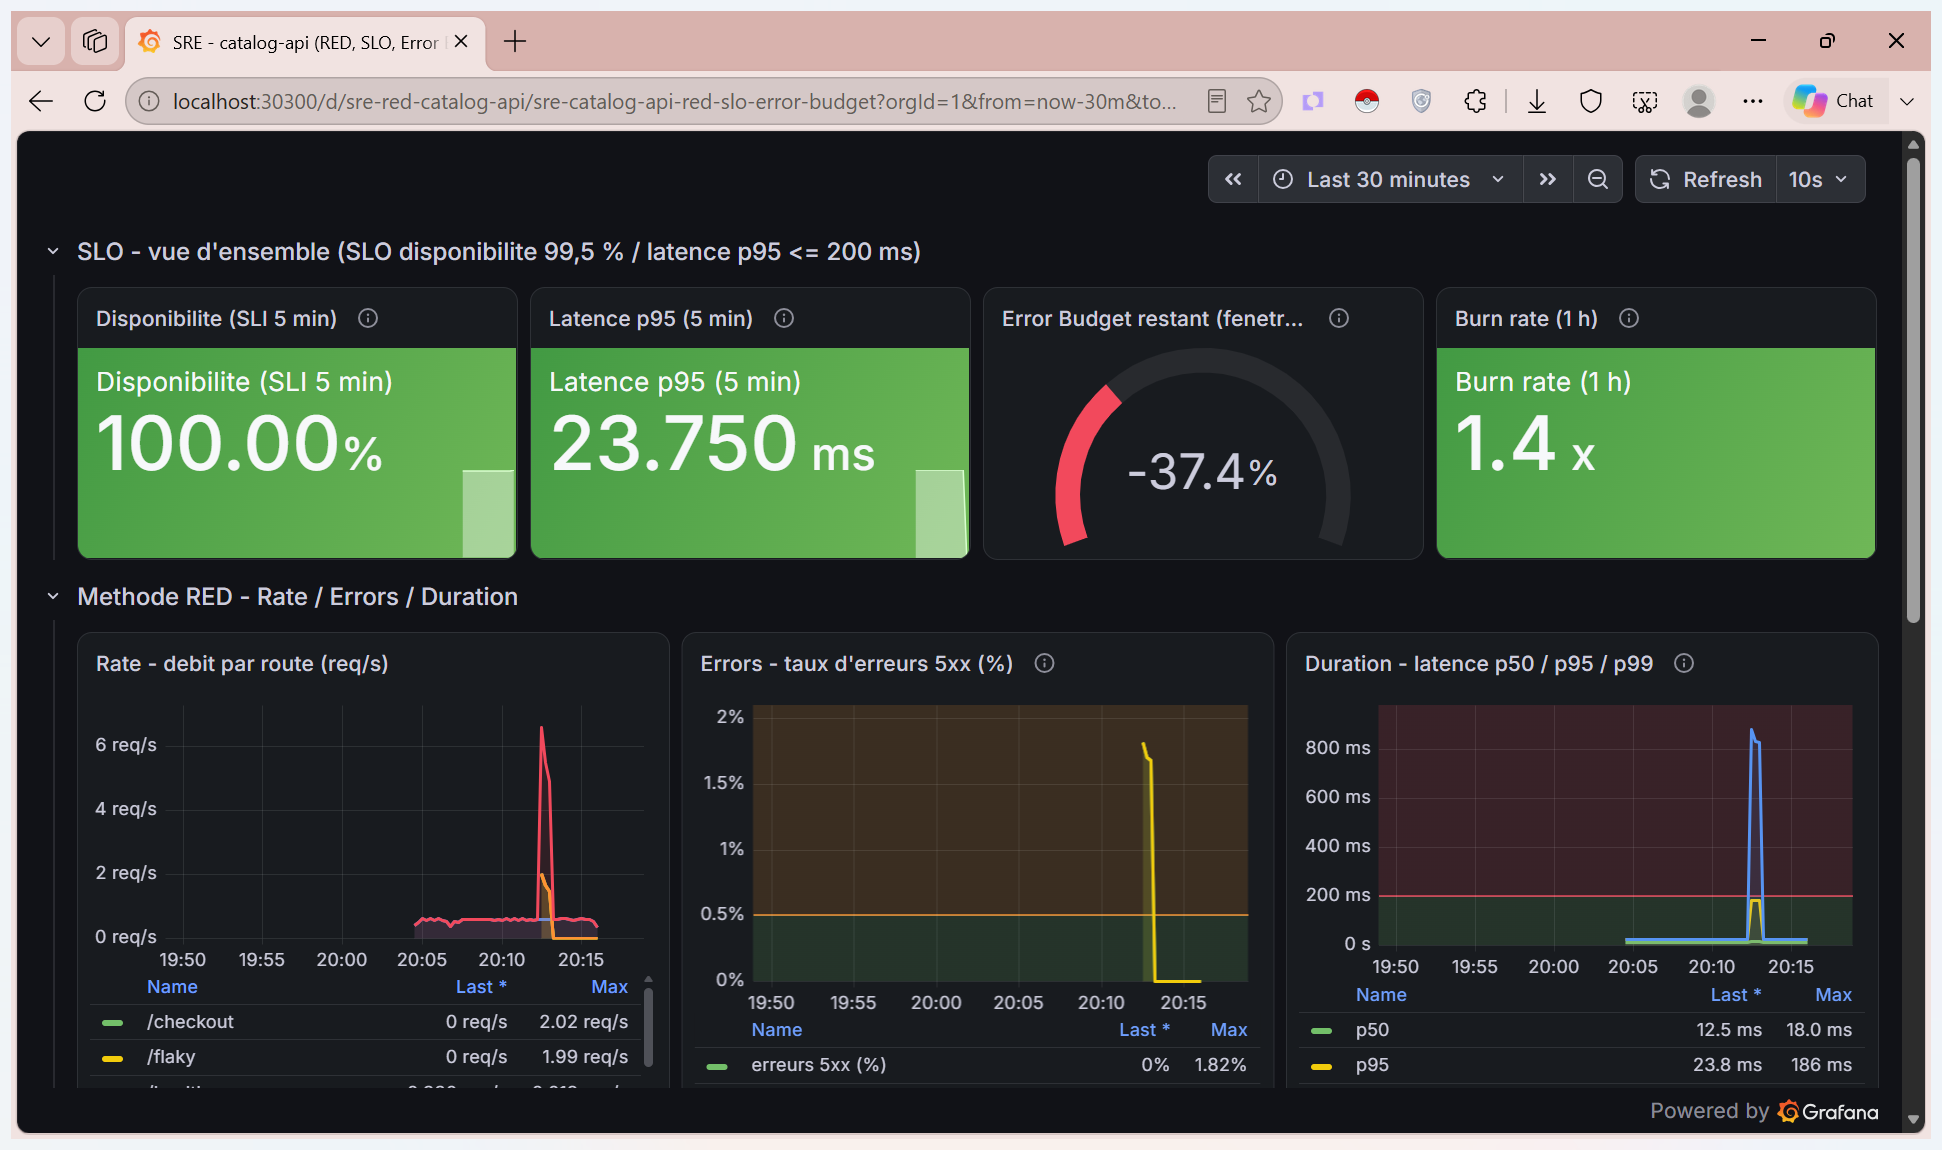 SRE - catalog-api (RED, SLO, Error
localhost:30300/d/sre-red-catalog-api/sre-catalog-api-red-slo-error-budget?orgId=1&from=now-30m&to...
Chat
Last 30 minutes
Refresh
10s
SLO - vue d'ensemble (SLO disponibilite 99,5 % / latence p95 <= 200 ms)
Disponibilite (SLI 5 min)
Latence p95 (5 min)
Error Budget restant (fenetr...
Burn rate (1 h)
Disponibilite (SLI 5 min)
100.00%
Latence p95 (5 min)
23.750 ms
-37.4%
Burn rate (1 h)
1.4 x
Methode RED - Rate / Errors / Duration
Rate - debit par route (req/s)
6 req/s
4 req/s
2 req/s
0 req/s
19:50 19:55 20:00 20:05 20:10 20:15
Name Last * Max
/checkout 0 req/s 2.02 req/s
/flaky 0 req/s 1.99 req/s
Errors - taux d'erreurs 5xx (%)
2%
1.5%
1%
0.5%
0%
19:50 19:55 20:00 20:05 20:10 20:15
Name Last * Max
erreurs 5xx (%) 0% 1.82%
Duration - latence p50 / p95 / p99
800 ms
600 ms
400 ms
200 ms
0 s
19:50 19:55 20:00 20:05 20:10 20:15
Name Last * Max
p50 12.5 ms 18.0 ms
p95 23.8 ms 186 ms
Powered by Grafana